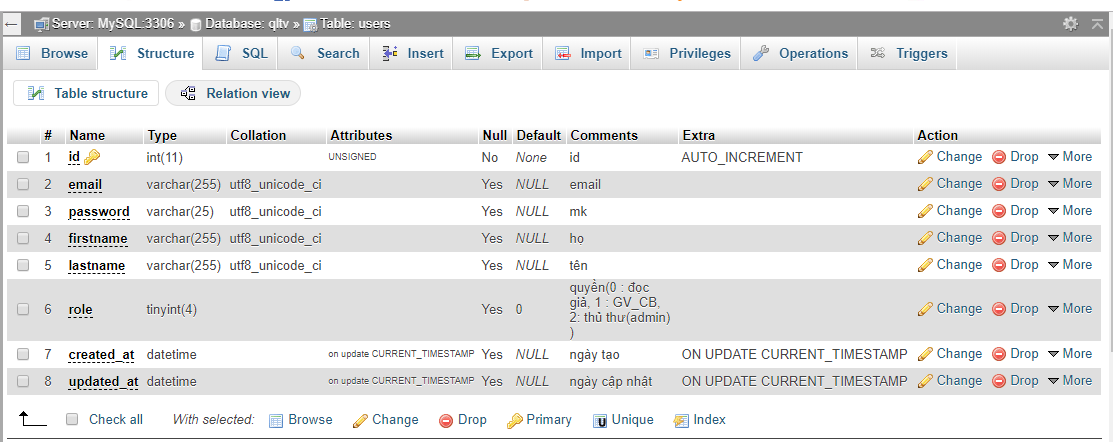 Server: MySQL:3306 » Database: qltv » Table: users
Browse Structure SQL Search Insert Export Import Privileges Operations Triggers
Table structure Relation view
# Name Type Collation Attributes Null Default Comments Extra Action
1 id int(11) UNSIGNED No None id AUTO_INCREMENT Change Drop More
2 email varchar(255) utf8_unicode_ci Yes NULL email Change Drop More
3 password varchar(25) utf8_unicode_ci Yes NULL mk Change Drop More
4 firstname varchar(255) utf8_unicode_ci Yes NULL ho Change Drop More
5 lastname varchar(255) utf8_unicode_ci Yes NULL tên Change Drop More
6 role tinyint(4) Yes 0 quyền(0 : đọc
giả, 1 : GV_CB,
2: thủ thư(admin)
) Change Drop More
7 created_at datetime on update CURRENT_TIMESTAMP Yes NULL ngày tạo ON UPDATE CURRENT_TIMESTAMP Change Drop More
8 updated_at datetime on update CURRENT_TIMESTAMP Yes NULL ngày cập nhật ON UPDATE CURRENT_TIMESTAMP Change Drop More
Check all With selected: Browse Change Drop Primary Unique Index